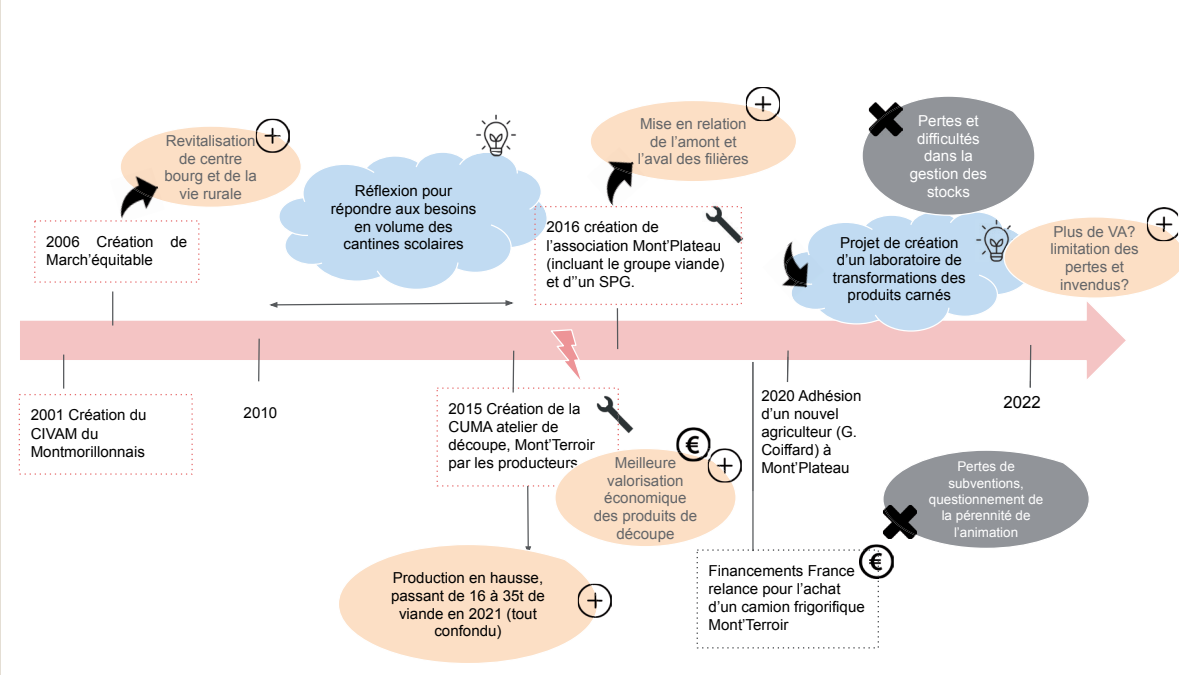 Revitalisation
de centre
bourg et de la
vie rurale
2006 Création de
March'équitable
Réflexion pour
répondre aux besoins
en volume des
cantines scolaires
Mise en relation
de l'amont et
l'aval des filières
2016 création de
l'association Mont'Plateau
(incluant le groupe viande)
et d''un SPG.
Pertes et
difficultés
dans la
gestion des
stocks
Projet de création
d'un laboratoire de
transformations des
produits carnés
Plus de VA?
limitation des
pertes et
invendus?
2001 Création du
CIVAM du
Montmorillonnais
2010
2015 Création de la
CUMA atelier de
découpe, Mont'Terroir
par les producteurs
€
Meilleure
valorisation
économique
des produits de
découpe
Production en hausse,
passant de 16 à 35t de
viande en 2021 (tout
confondu)
2020 Adhésion
d'un nouvel
agriculteur (G.
Coiffard) à
Mont'Plateau
2022
Pertes de
subventions,
questionnement de
la pérennité de
l'animation
€
Financements France
relance pour l'achat
d'un camion frigorifique
Mont'Terroir